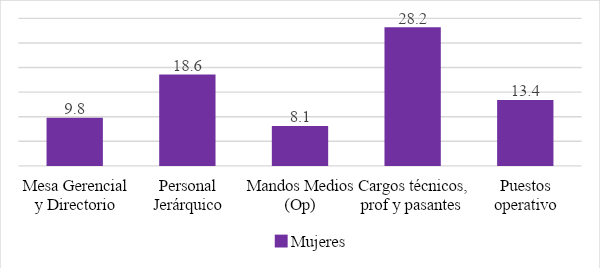 28.2
18.6
13.4
9.8
8.1
Mesa Gerencial
y Directorio
Personal
Jerárquico
Mandos Medios
(Op)
Cargos técnicos,
prof y pasantes
Puestos
operativo
Mujeres